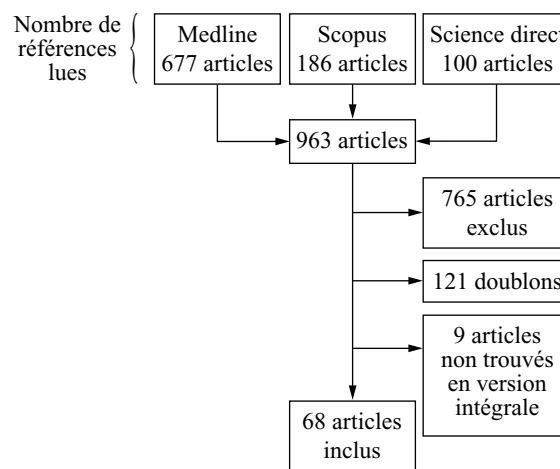 Nombre de
références
lues
Medline
677 articles
Scopus
186 articles
Science direct
100 articles
963 articles
765 articles
exclus
121 doublons
9 articles
non trouvés
en version
intégrale
68 articles
inclus